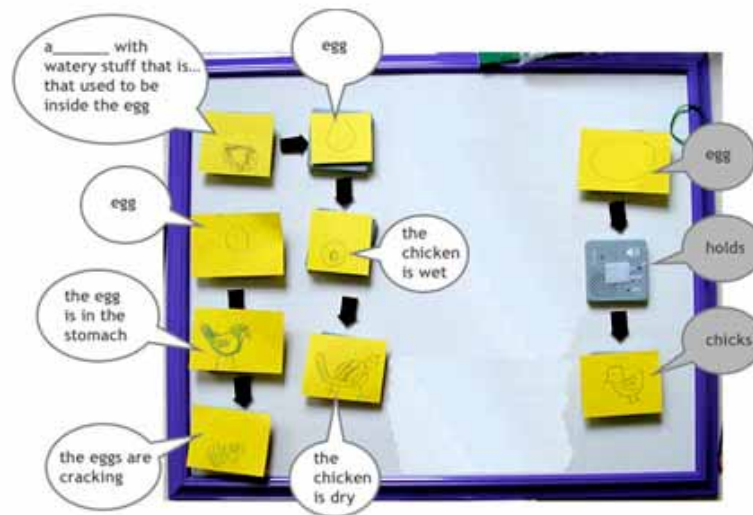 a______ with
watery stuff that is...
that used to be
inside the egg
egg
egg
the egg
is in the
stomach
the eggs are
cracking
the
chicken
is wet
the
chicken
is dry
egg
holds
chicks